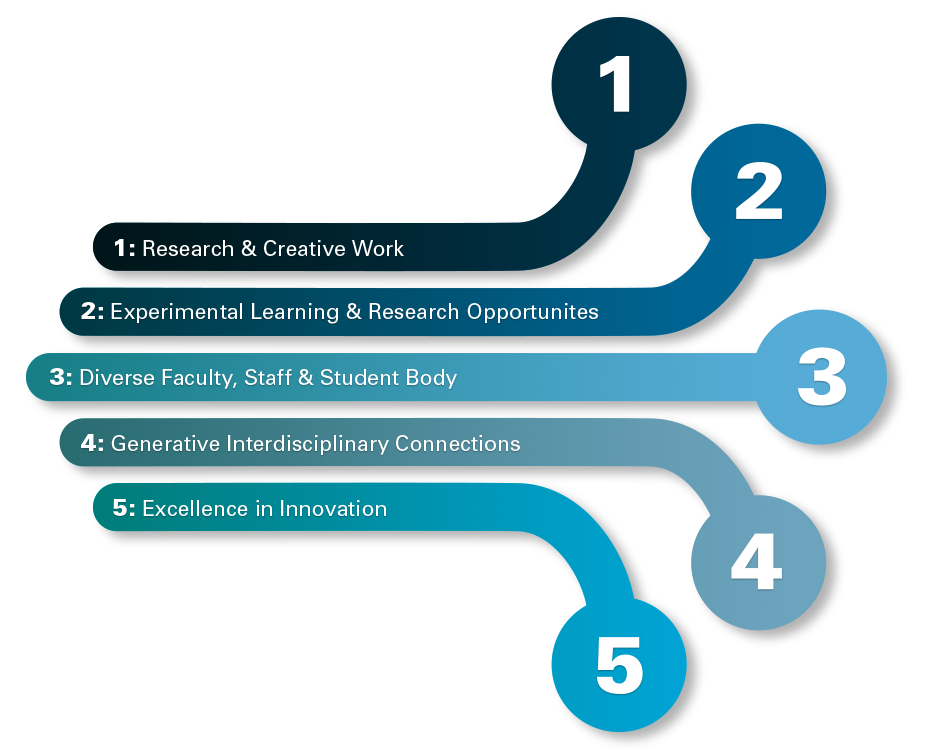 1
2
1: Research & Creative Work
2: Experimental Learning & Research Opportunites
3: Diverse Faculty, Staff & Student Body
3
4: Generative Interdisciplinary Connections
5: Excellence in Innovation
4
5